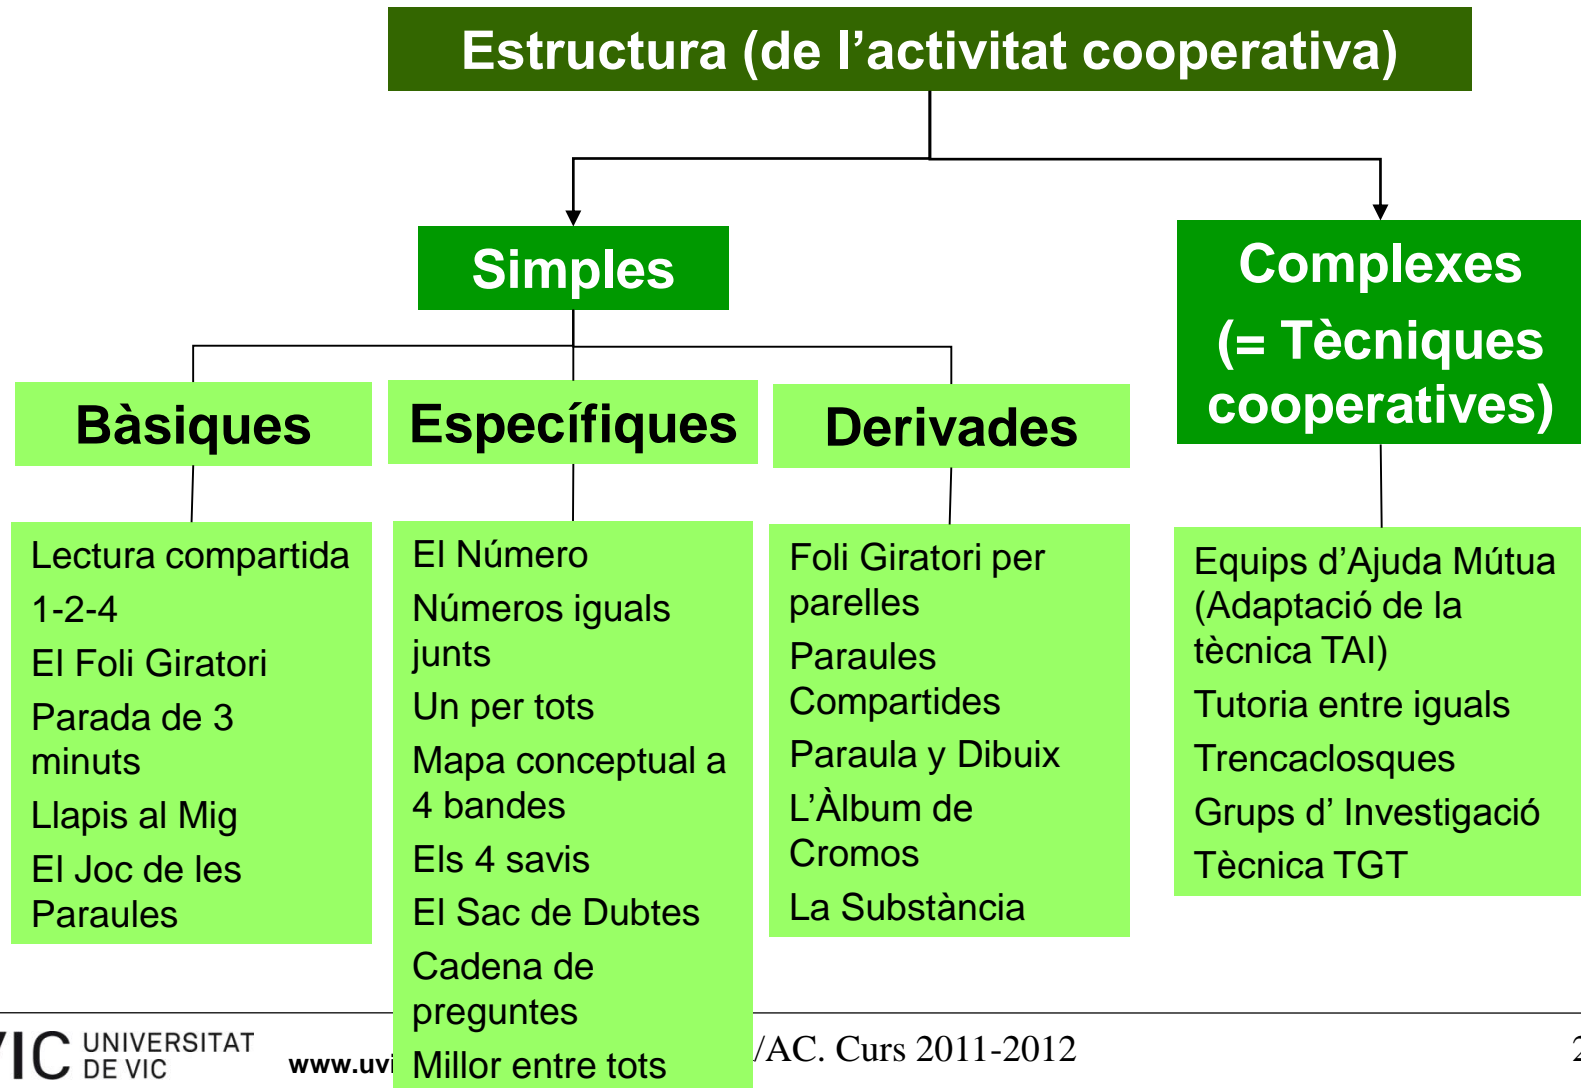 Estructura (de l’activitat cooperativa)
Simples
Complexes
(= Tècniques
cooperatives)
Bàsiques
Específiques
Derivades
Lectura compartida
1-2-4
El Foli Giratori
Parada de 3
minuts
Llapis al Mig
El Joc de les
Paraules
El Número
Números iguals
junts
Un per tots
Mapa conceptual a
4 bandes
Els 4 savis
El Sac de Dubtes
Cadena de
preguntes
Millor entre tots
Foli Giratori per
parelles
Paraules
Compartides
Paraula y Dibuix
L’Àlbum de
Cromos
La Substància
Equips d’Ajuda Mútua
(Adaptació de la
tècnica TAI)
Tutoria entre iguals
Trencaclosques
Grups d’ Investigació
Tècnica TGT
VIC UNIVERSITAT
DE VIC
www.uvi
/AC. Curs 2011-2012
2